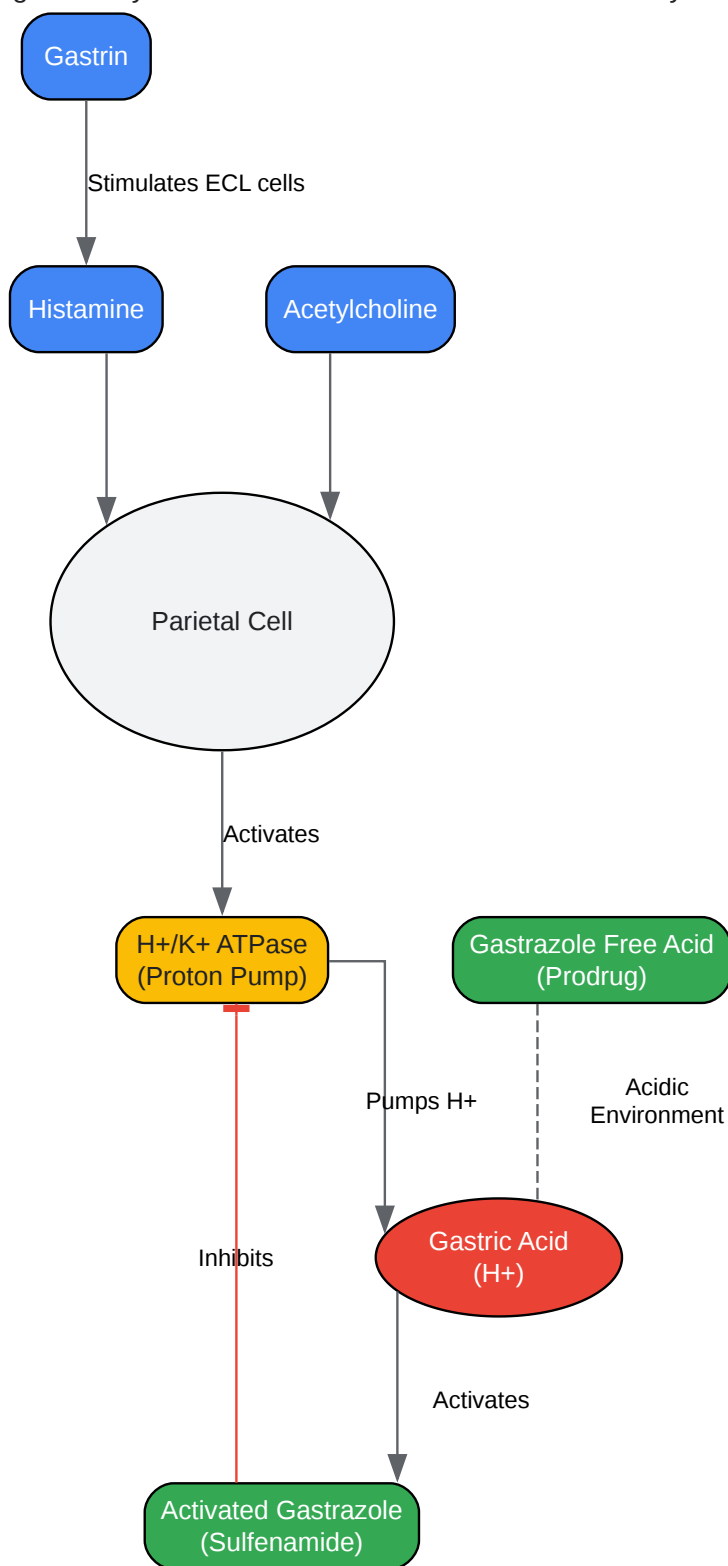 Gastrin
Stimulates ECL cells
Histamine
Acetylcholine
Parietal Cell
Activates
H+/K+ ATPase
(Proton Pump)
Gastrazole Free Acid
(Prodrug)
Pumps H+
Acidic
Environment
Gastric Acid
(H+)
Inhibits
Activates
Activated Gastrazole
(Sulfenamide)